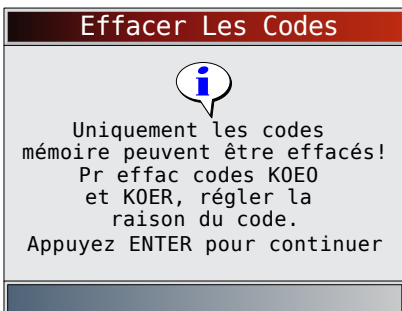 Effacer Les Codes
Uniquement les codes
mémoire peuvent être effacés!
Pr effac codes KOEO
et KOER, régler la
raison du code.
Appuyez ENTER pour continuer